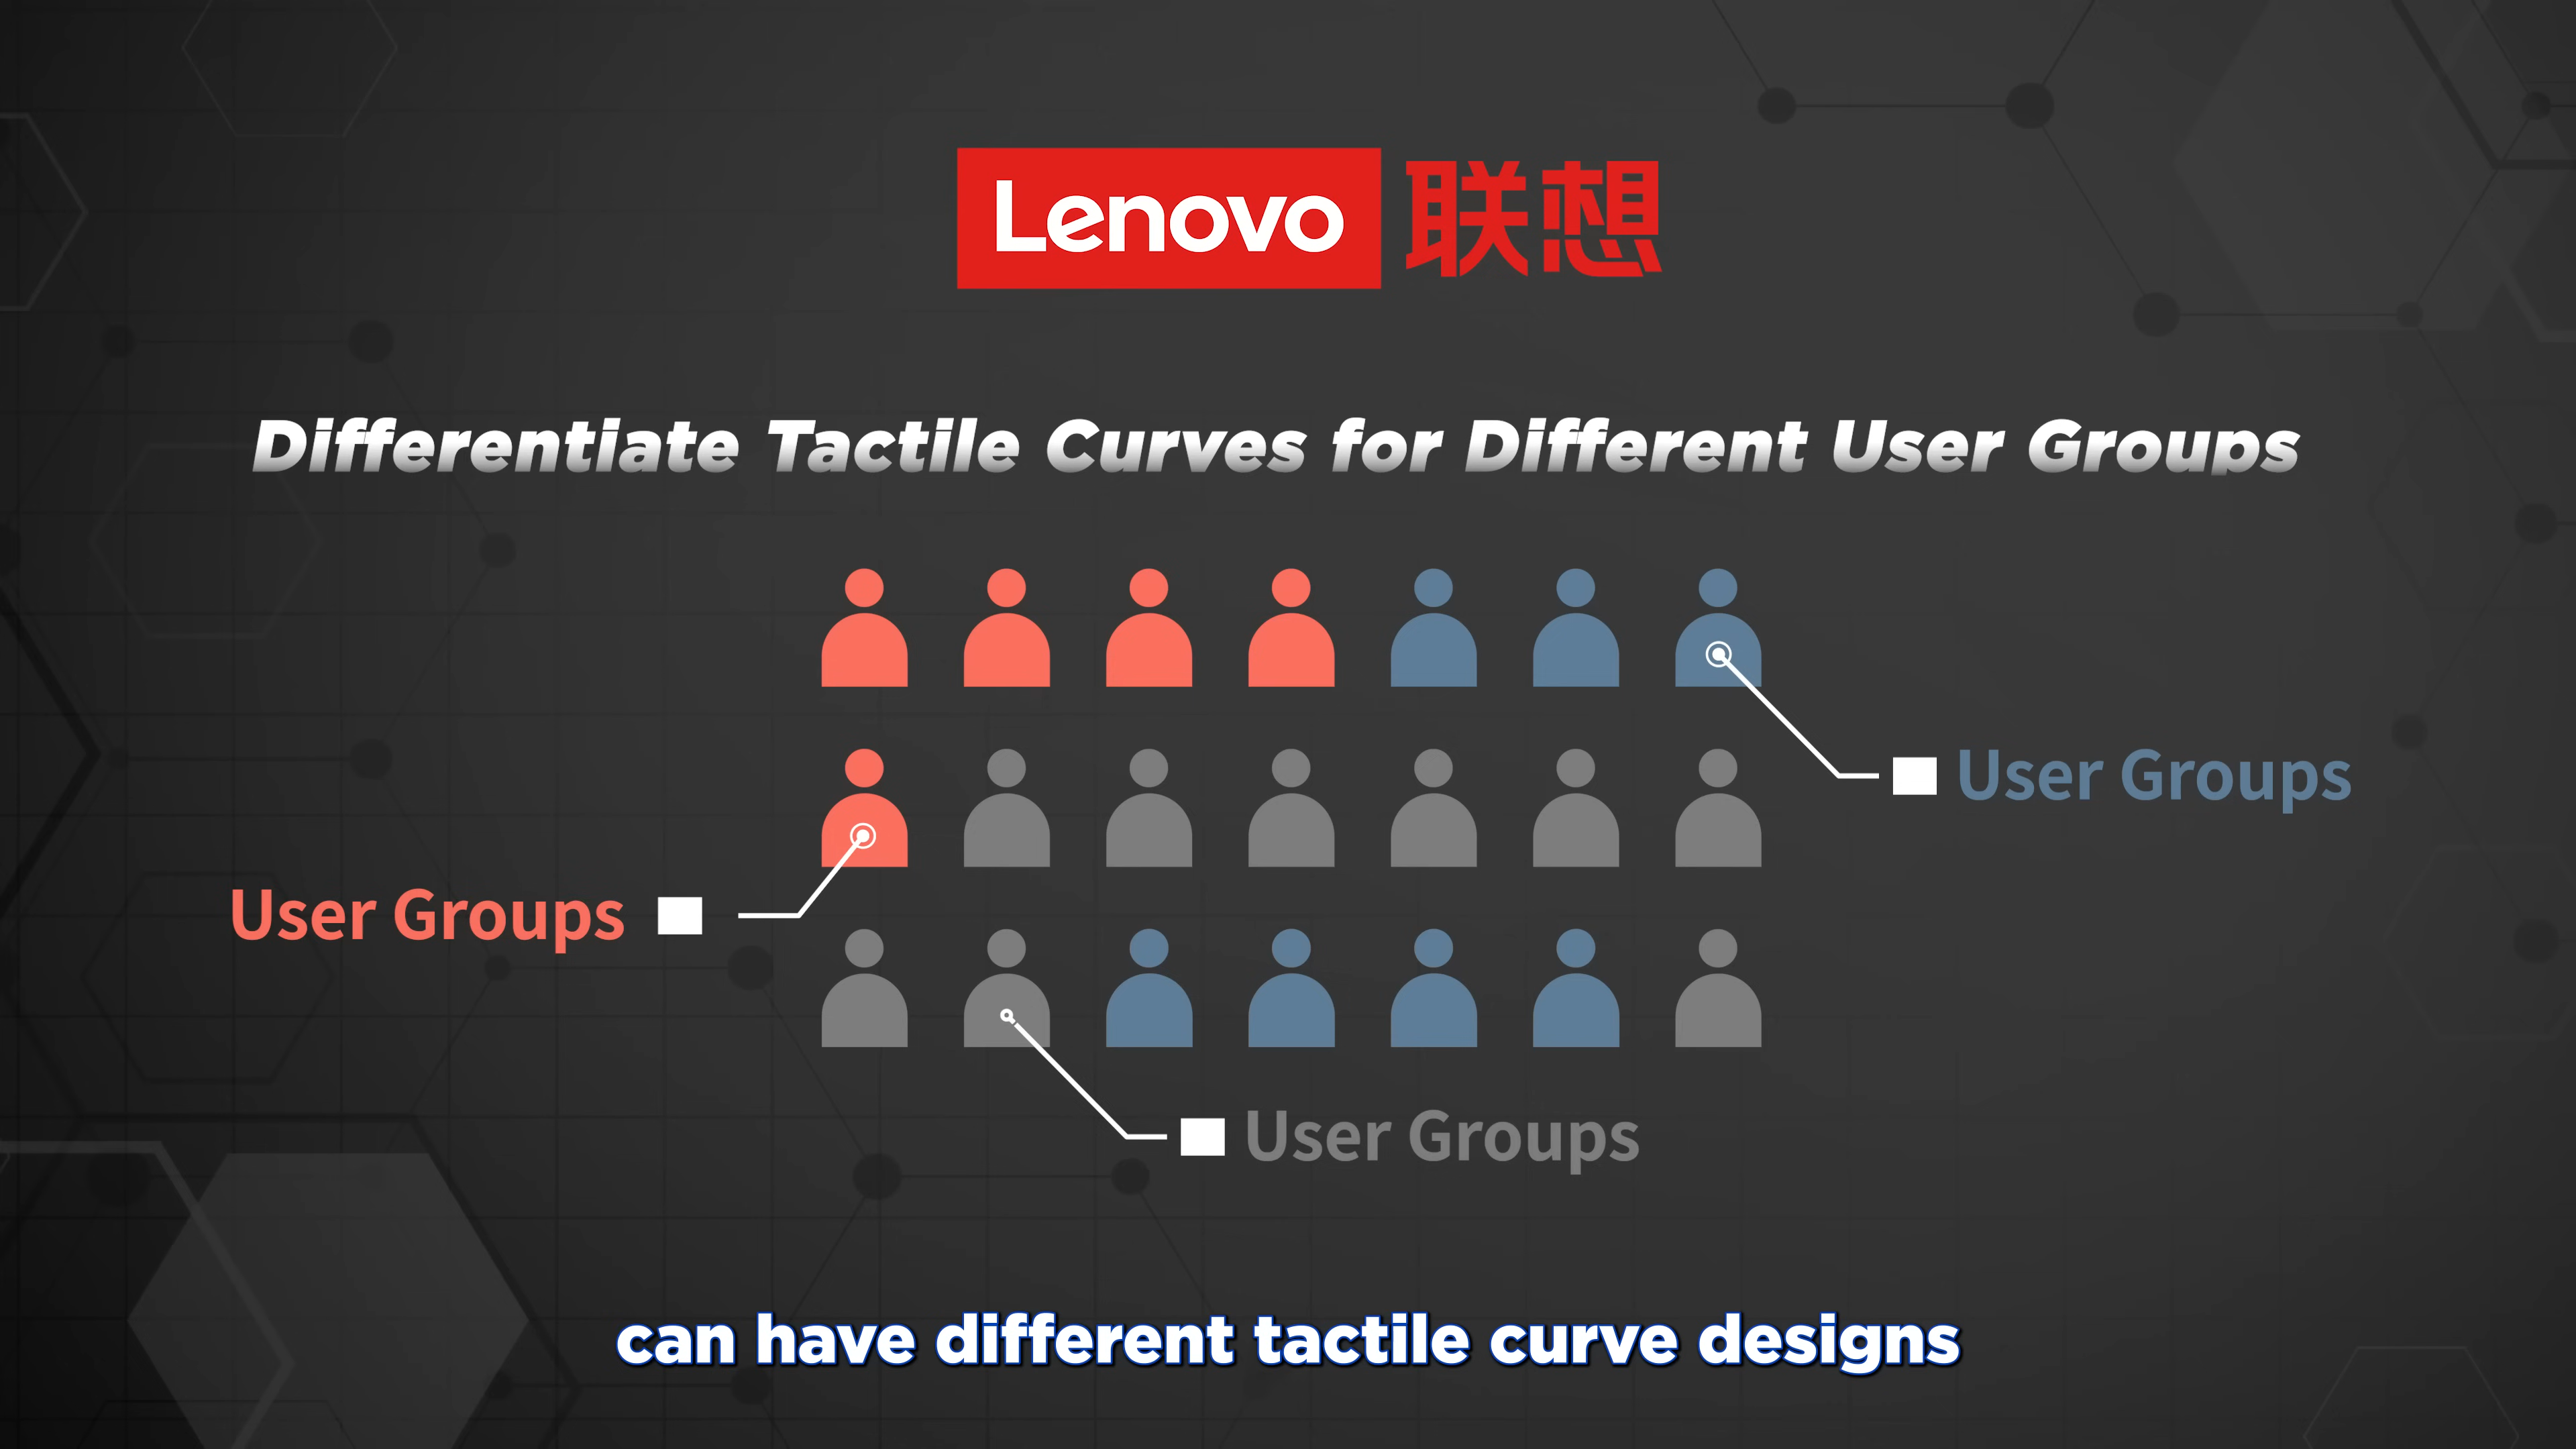 Lenovo 联想
Differentiate Tactile Curves for Different User Groups
User Groups
User Groups
User Groups
can have different tactile curve designs